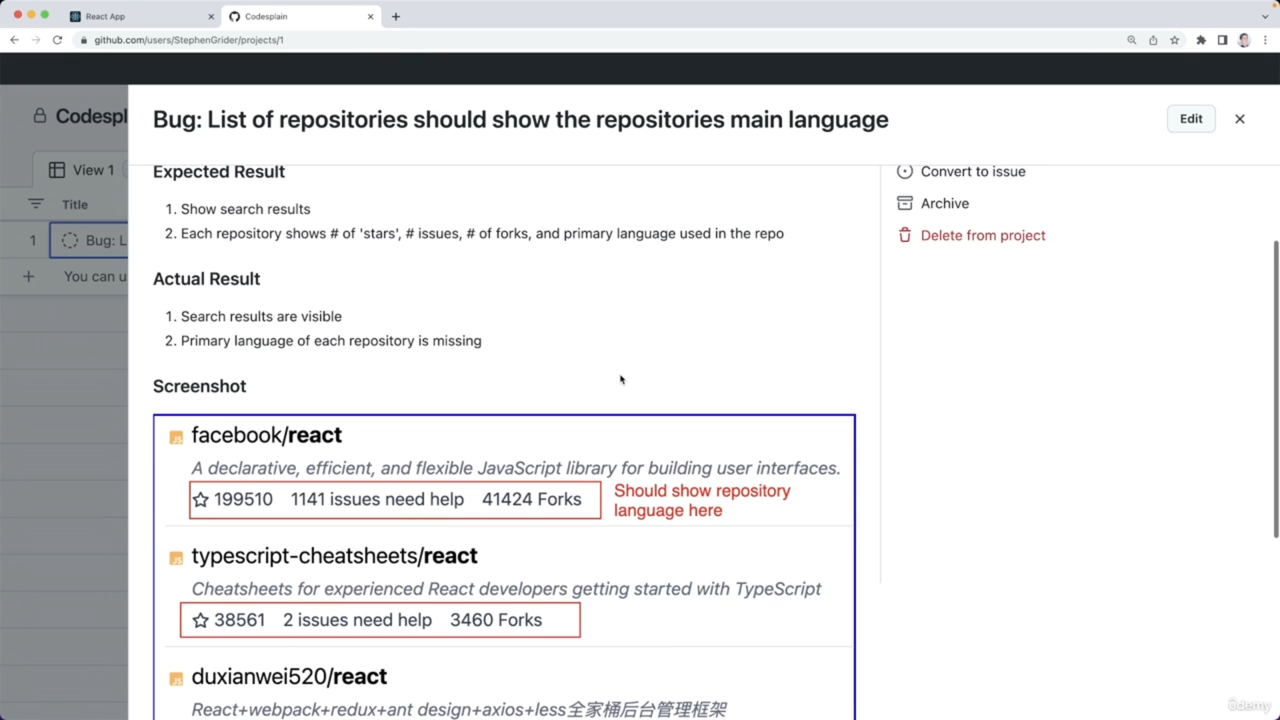 React App
Codesplain
github.com/users/StephenGrider/projects/1
Codespl
Bug: List of repositories should show the repositories main language
Edit
View 1
Title
1
Bug: L
You can u
Expected Result
1. Show search results
2. Each repository shows # of 'stars', # issues, # of forks, and primary language used in the repo
Actual Result
1. Search results are visible
2. Primary language of each repository is missing
Screenshot
JS facebook/react
A declarative, efficient, and flexible JavaScript library for building user interfaces.
199510 1141 issues need help 41424 Forks
Should show repository
language here
JS typescript-cheatsheets/react
Cheatsheets for experienced React developers getting started with TypeScript
38561 2 issues need help 3460 Forks
JS duxianwei520/react
React+webpack+redux+ant design+axios+less全家桶后台管理框架
Convert to issue
Archive
Delete from project
ûdemy